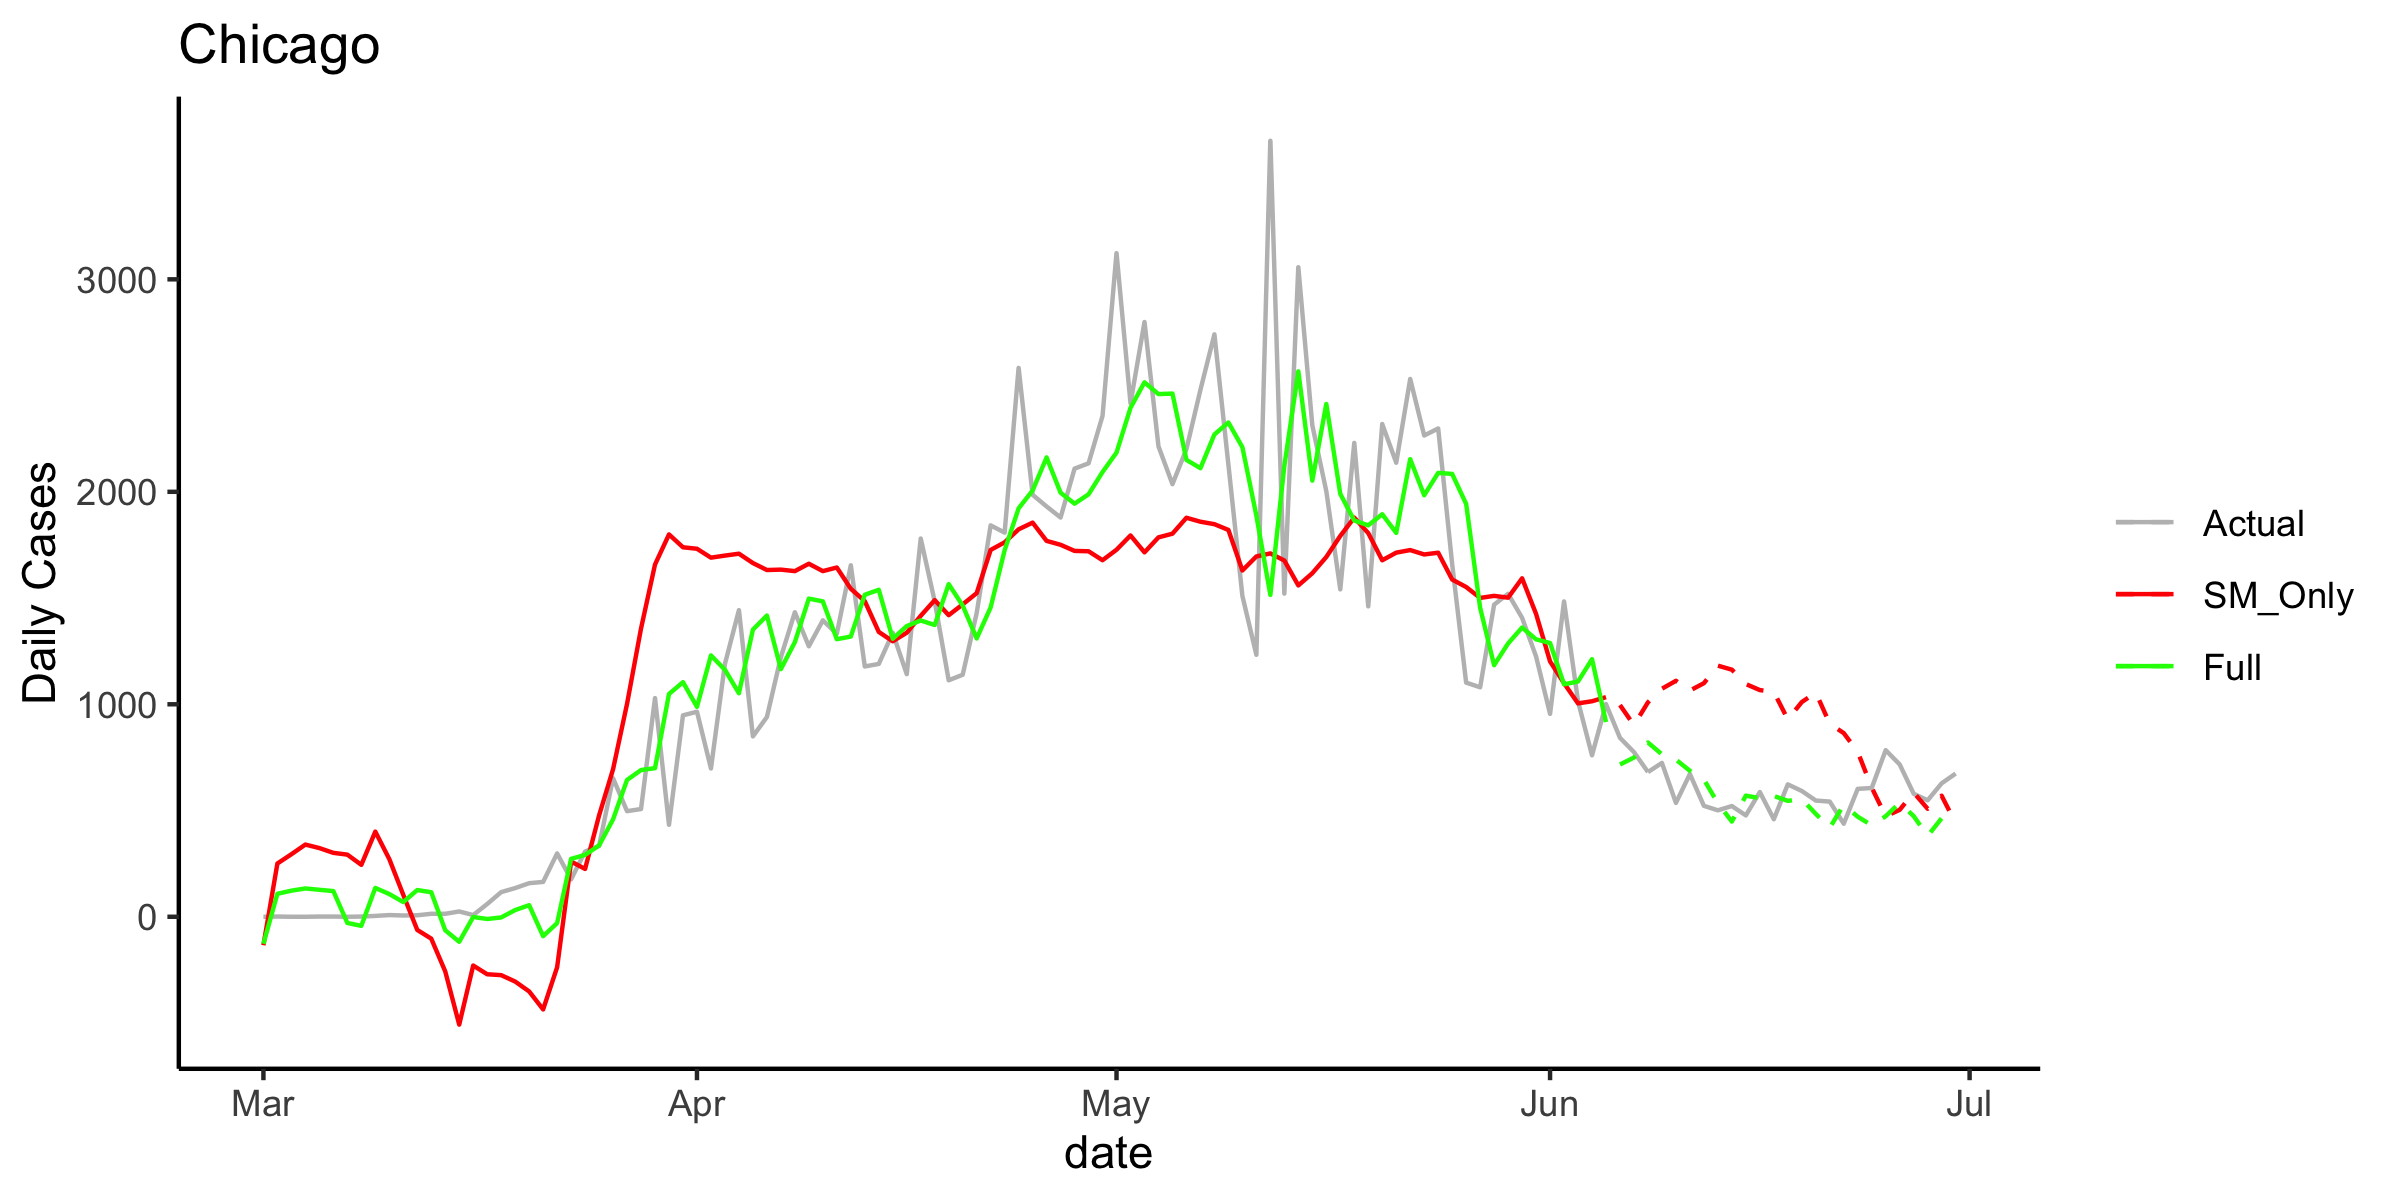 Chicago
Daily Cases
3000
2000
1000
0
Mar Apr May Jun Jul
date
Actual
SM_Only
Full